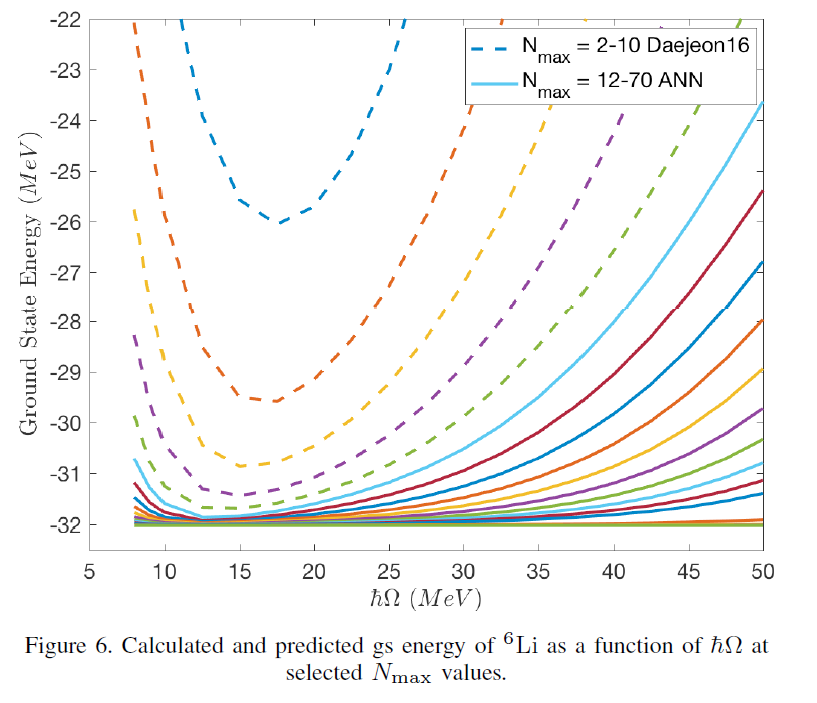 -22
-23
-24
-25
-26
-27
-28
-29
-30
-31
-32
Ground State Energy (MeV)
N_max = 2-10 Daejeon16
N_max = 12-70 ANN
5 10 15 20 25 30 35 40 45 50
ℏΩ (MeV)
Figure 6. Calculated and predicted gs energy of ⁶Li as a function of ℏΩ at
selected N_max values.